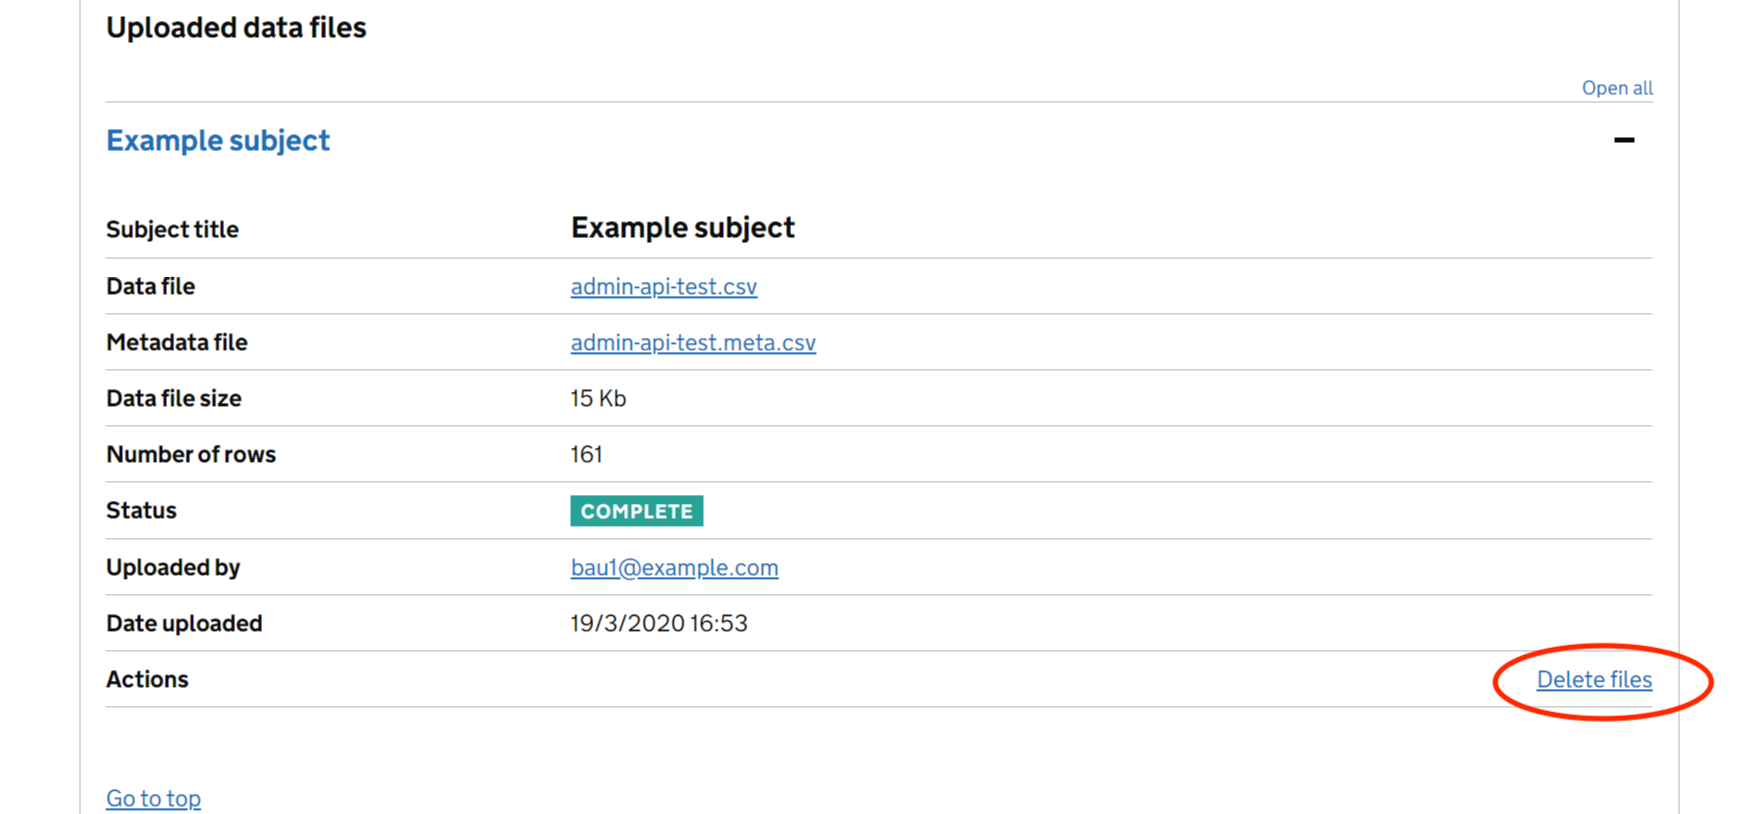 Uploaded data files
Open all
Example subject
Subject title Example subject
Data file admin-api-test.csv
Metadata file admin-api-test.meta.csv
Data file size 15 Kb
Number of rows 161
Status COMPLETE
Uploaded by bau1@example.com
Date uploaded 19/3/2020 16:53
Actions Delete files
Go to top